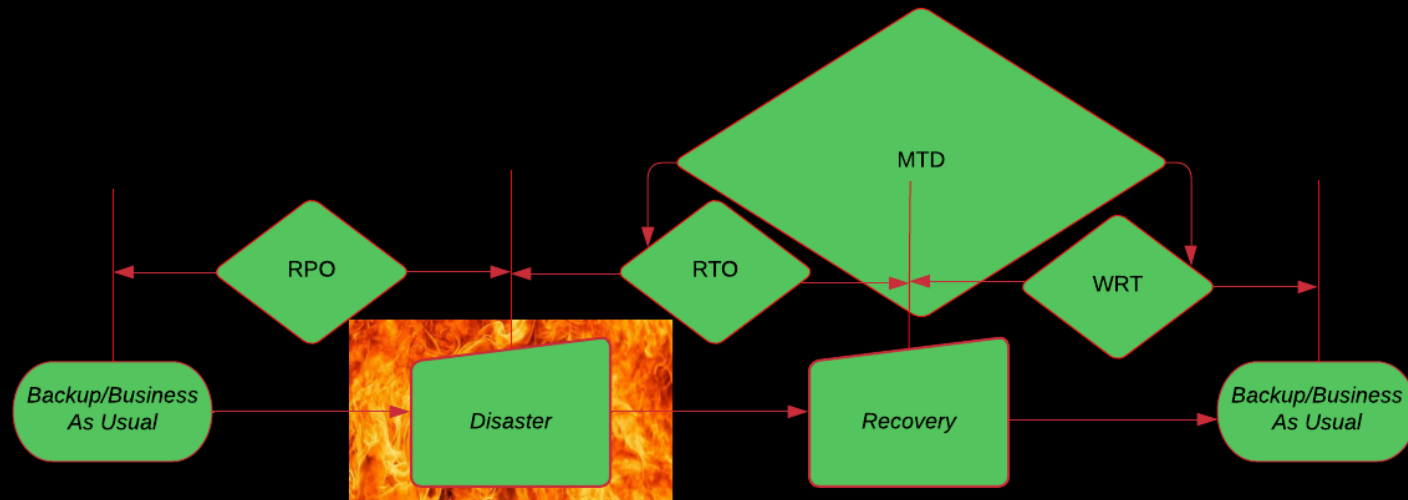 MTD
RPO
RTO
WRT
Backup/Business
As Usual
Disaster
Recovery
Backup/Business
As Usual